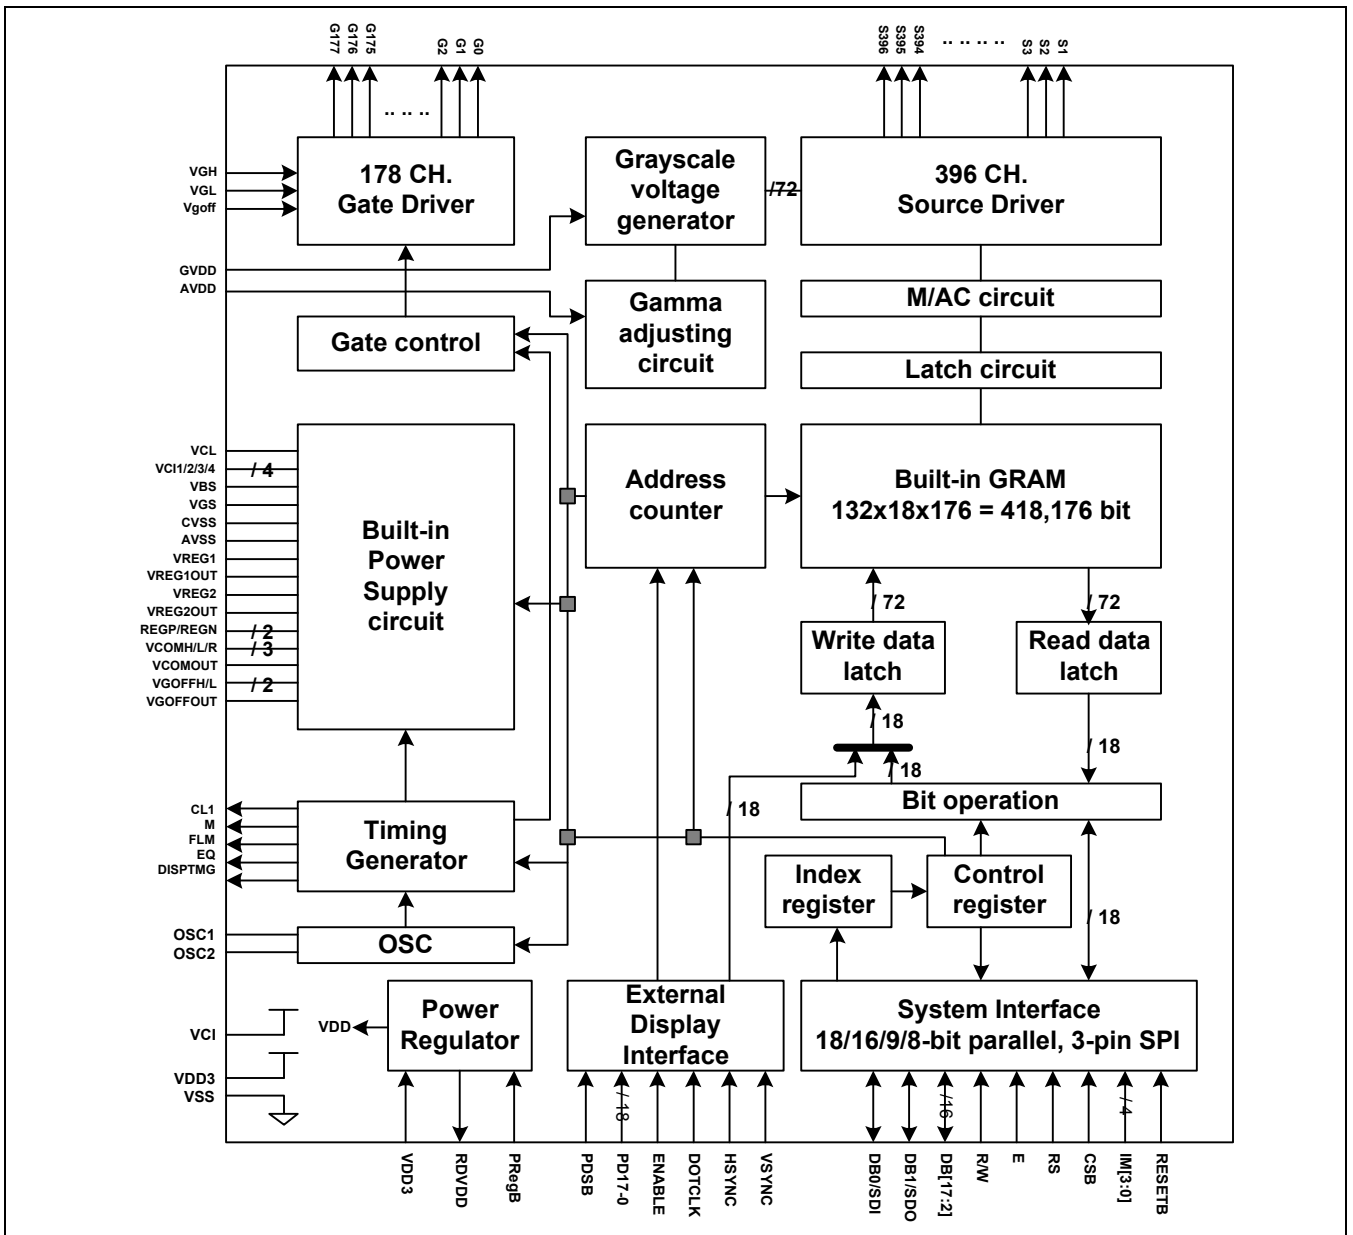 G177
G176
G175
G2
G1
G0
S396
S395
S394
S3
S2
S1
.. .. ..
.. .. .. ..
VGH
VGL
Vgoff
178 CH.
Gate Driver
Grayscale
voltage
generator
/72
396 CH.
Source Driver
GVDD
AVDD
Gate control
Gamma
adjusting
circuit
M/AC circuit
Latch circuit
VCL
VCI1/2/3/4
/ 4
VBS
VGS
CVSS
AVSS
VREG1
VREG1OUT
VREG2
VREG2OUT
REGP/REGN
/ 2
VCOMH/L/R
/ 3
VCOMOUT
VGOFFH/L
/ 2
VGOFFOUT
Built-in
Power
Supply
circuit
Address
counter
Built-in GRAM
132x18x176 = 418,176 bit
/ 72
/ 72
Write data
latch
Read data
latch
/ 18
/ 18
/ 18
/ 18
Bit operation
CL1
M
FLM
EQ
DISPTMG
Timing
Generator
Index
register
Control
register
/ 18
OSC1
OSC2
OSC
VCI
VDD3
VSS
VDD
Power
Regulator
External
Display
Interface
System Interface
18/16/9/8-bit parallel, 3-pin SPI
/ 18
/16
/ 4
VDD3
RDVDD
PRegB
PDSB
PD17-0
ENABLE
DOTCLK
HSYNC
VSYNC
DB0/SDI
DB1/SDO
DB[17:2]
R/W
E
RS
CSB
IM[3:0]
RESETB